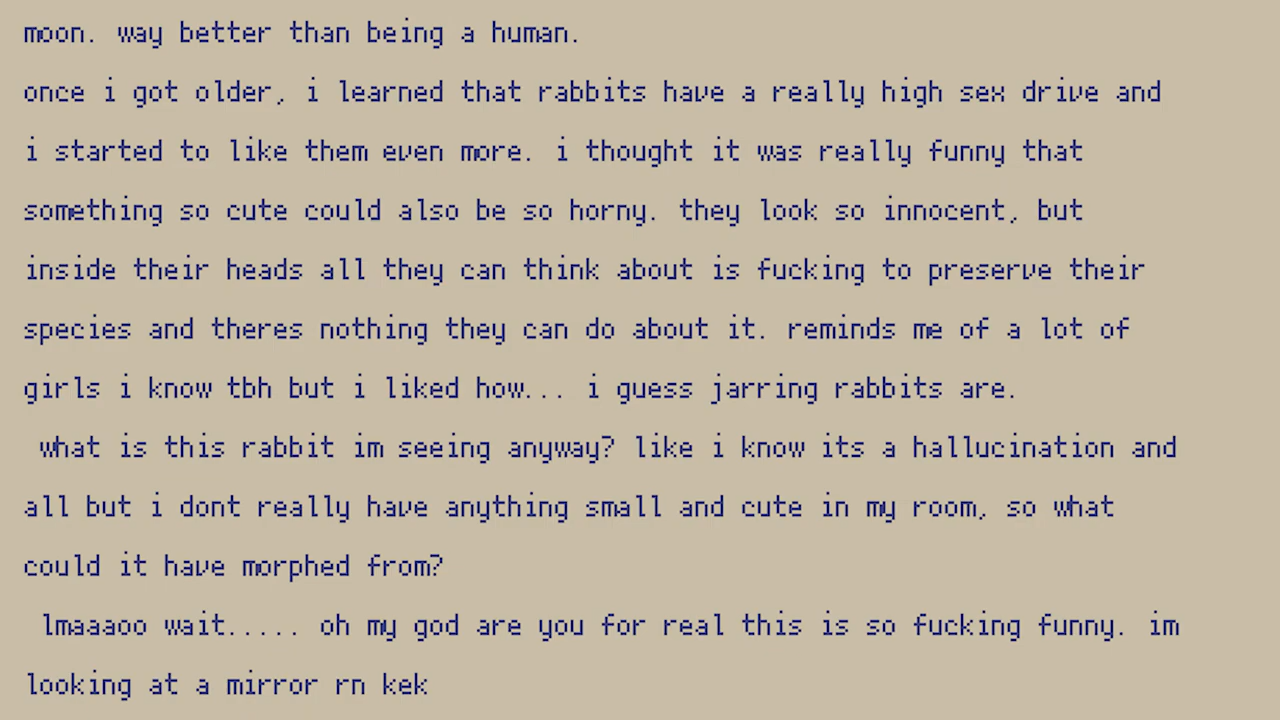 moon. way better than being a human.
once i got older, i learned that rabbits have a really high sex drive and
i started to like them even more. i thought it was really funny that
something so cute could also be so horny. they look so innocent, but
inside their heads all they can think about is fucking to preserve their
species and theres nothing they can do about it. reminds me of a lot of
girls i know tbh but i liked how... i guess jarring rabbits are.
what is this rabbit im seeing anyway? like i know its a hallucination and
all but i dont really have anything small and cute in my room, so what
could it have morphed from?
lmaaaoo wait..... oh my god are you for real this is so fucking funny. im
looking at a mirror rn kek